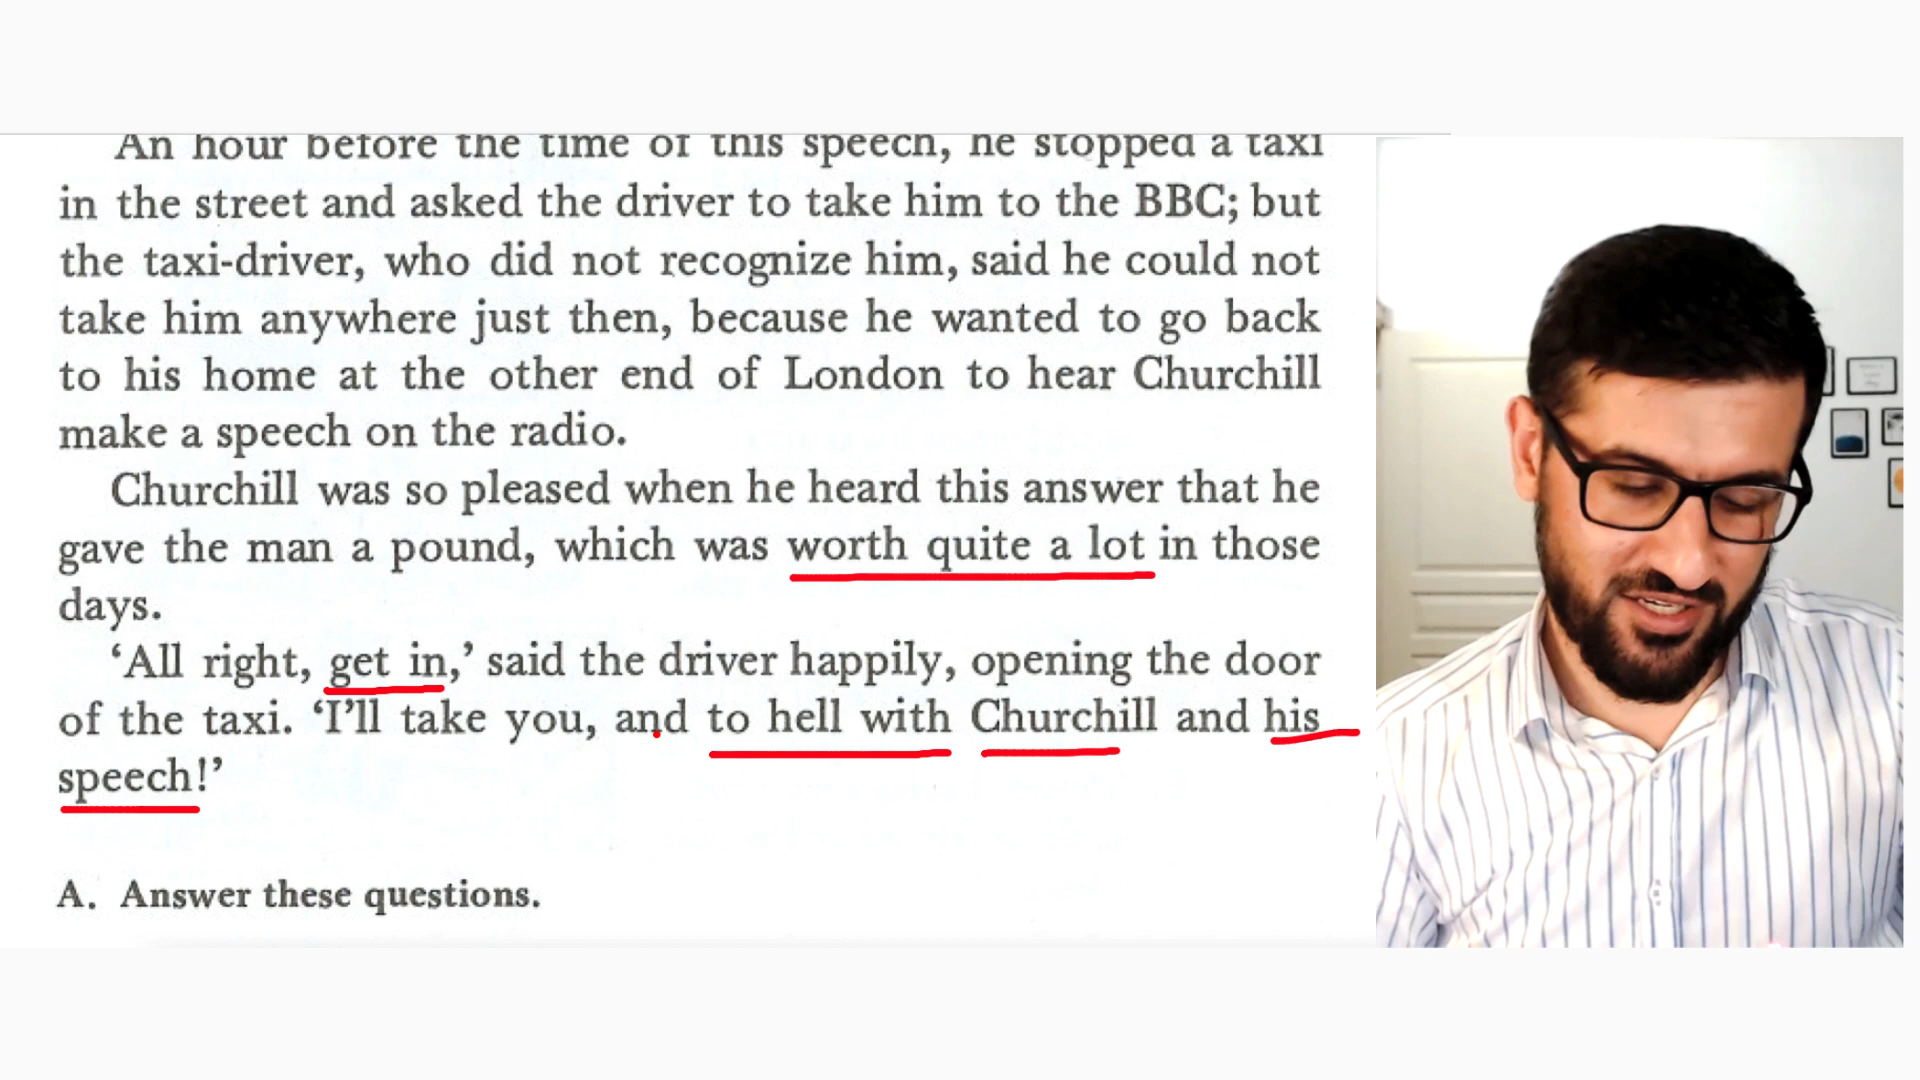 An hour before the time of this speech, he stopped a taxi
in the street and asked the driver to take him to the BBC; but
the taxi-driver, who did not recognize him, said he could not
take him anywhere just then, because he wanted to go back
to his home at the other end of London to hear Churchill
make a speech on the radio.
Churchill was so pleased when he heard this answer that he
gave the man a pound, which was worth quite a lot in those
days.
‘All right, get in,’ said the driver happily, opening the door
of the taxi. ‘I’ll take you, and to hell with Churchill and his
speech!’
A. Answer these questions.